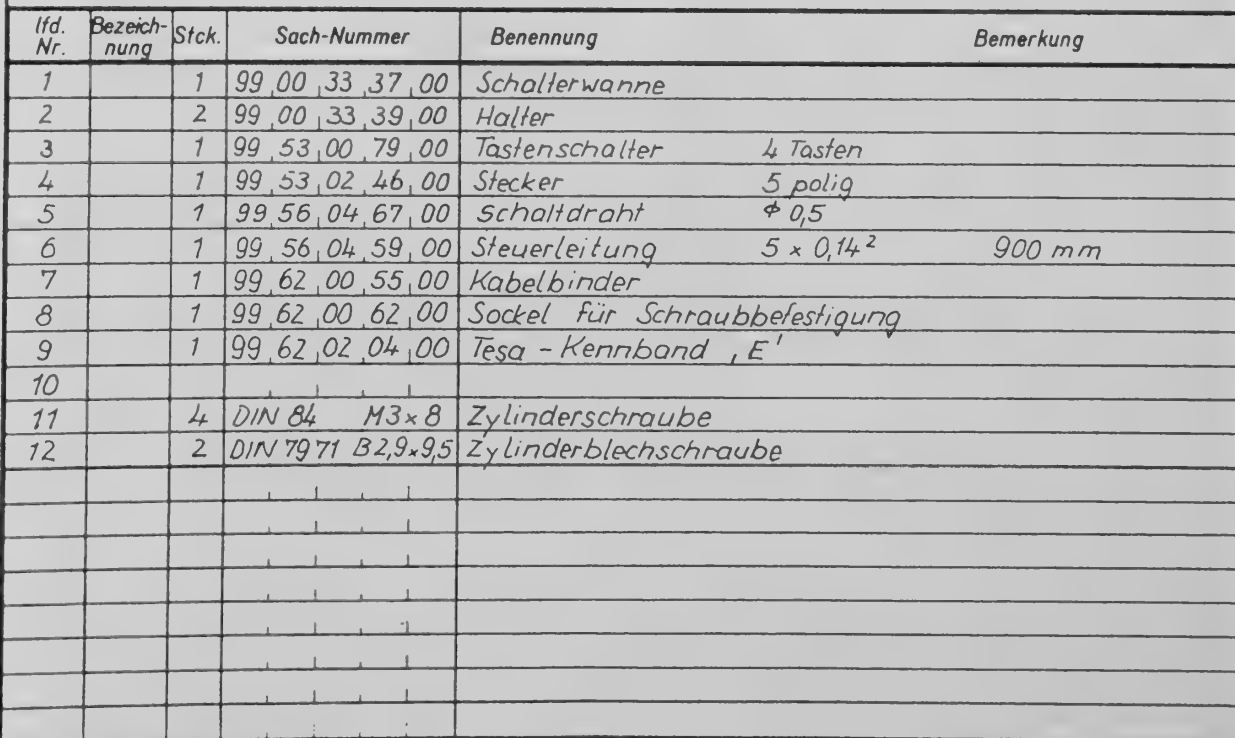 lfd. Nr. Bezeich-nung Stck. Sach-Nummer Benennung Bemerkung
1 1 99 00 33 37 00 Schalterwanne
2 2 99 00 33 39 00 Halter
3 1 99 53 00 79 00 Tastenschalter 4 Tasten
4 1 99 53 02 46 00 Stecker 5 polig
5 1 99 56 04 67 00 Schaltdraht ⌀ 0,5
6 1 99 56 04 59 00 Steuerleitung 5 × 0,14² 900 mm
7 1 99 62 00 55 00 Kabelbinder
8 1 99 62 00 62 00 Sockel für Schraubbefestigung
9 1 99 62 02 04 00 Tesa - Kennband ‚E'
10
11 4 DIN 84 M3×8 Zylinderschraube
12 2 DIN 7971 B2,9×9,5 Zylinderblechschraube